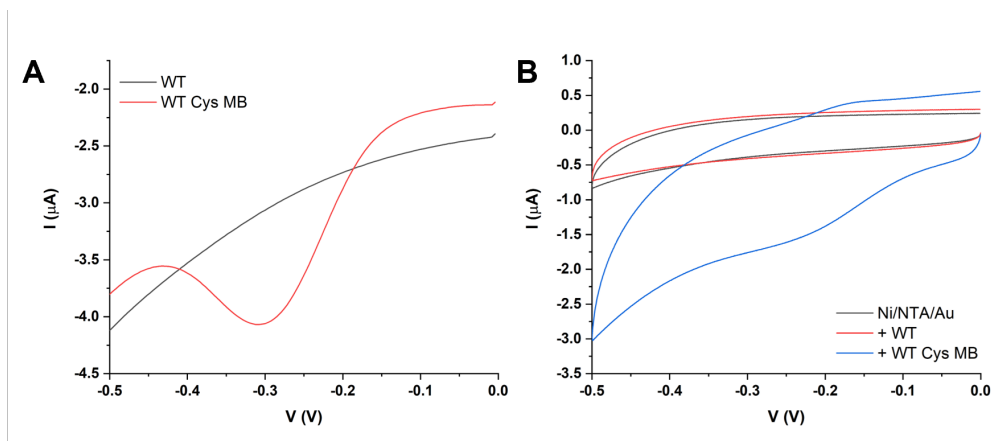 A
WT
WT Cys MB
-2.0
-2.5
-3.0
-3.5
-4.0
-4.5
I (μA)
-0.5 -0.4 -0.3 -0.2 -0.1 0.0
V (V)
B
1.0
0.5
0.0
-0.5
-1.0
-1.5
-2.0
-2.5
-3.0
-3.5
I (μA)
Ni/NTA/Au
+ WT
+ WT Cys MB
-0.5 -0.4 -0.3 -0.2 -0.1 0.0
V (V)